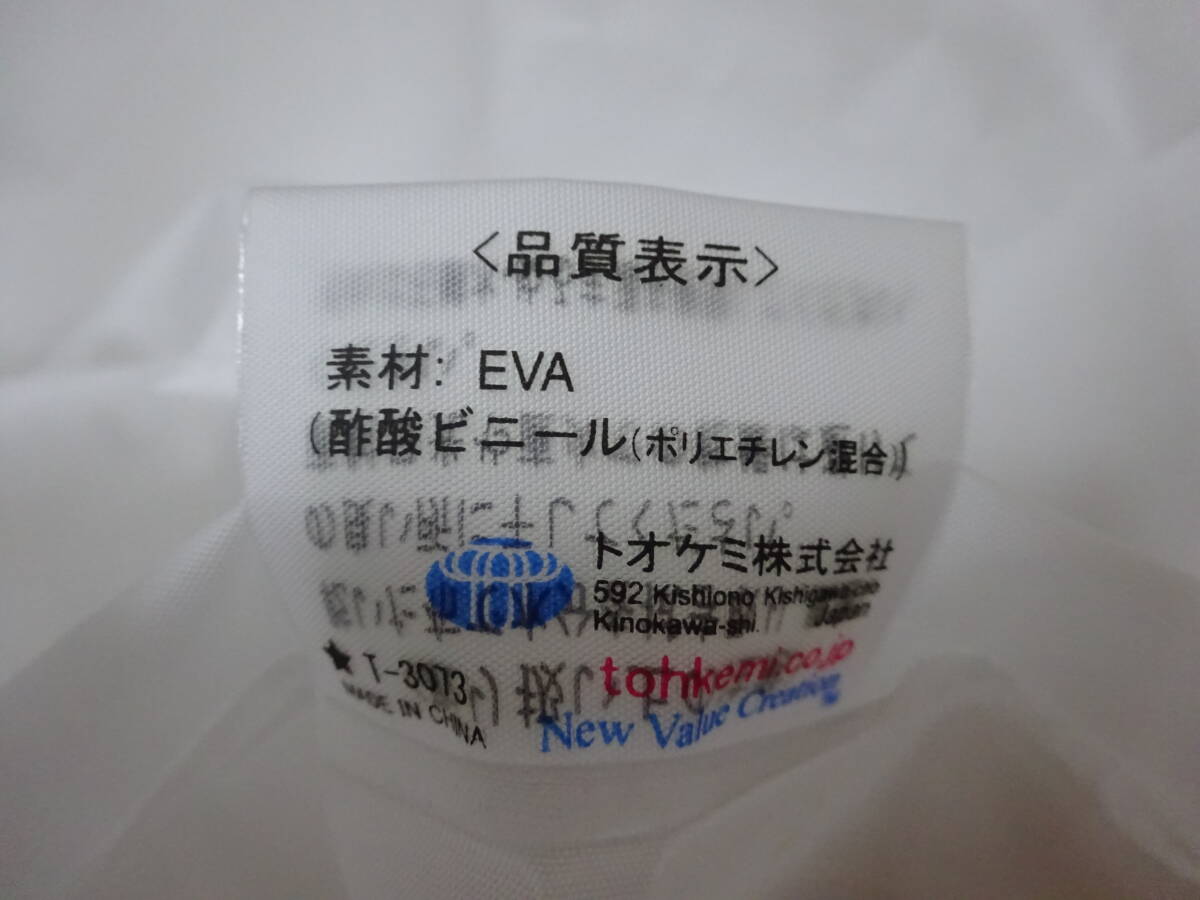 <品質表示>
素材: EVA
(酢酸ビニール(ポリエチレン混合))
トオケミ株式会社
592 Kishiono Kishigawa-cho
Kinokawa-shi. Japan
★ T-3073
MADE IN CHINA
tohkemi.co.jp
New Value Creation